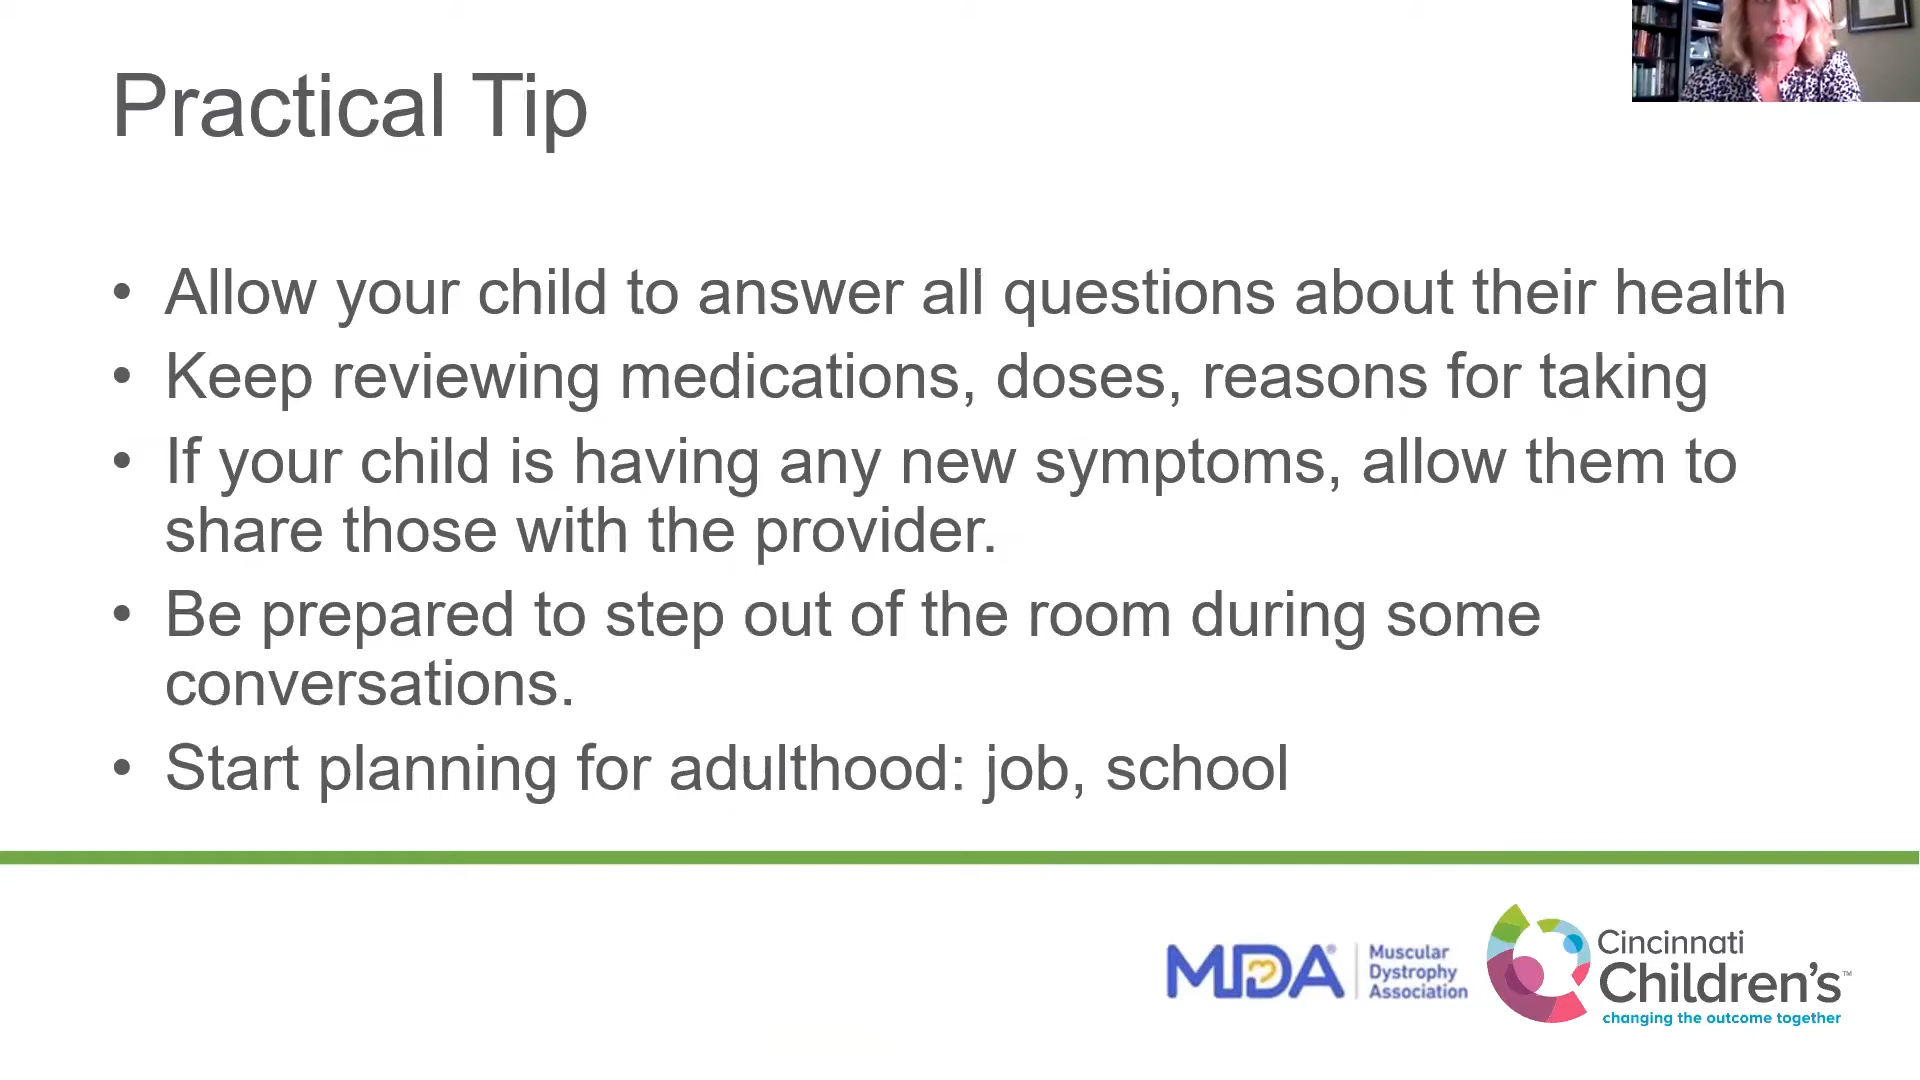 Practical Tip
• Allow your child to answer all questions about their health
• Keep reviewing medications, doses, reasons for taking
• If your child is having any new symptoms, allow them to
share those with the provider.
• Be prepared to step out of the room during some
conversations.
• Start planning for adulthood: job, school
MDA®
Muscular
Dystrophy
Association
Cincinnati
Children's™
changing the outcome together